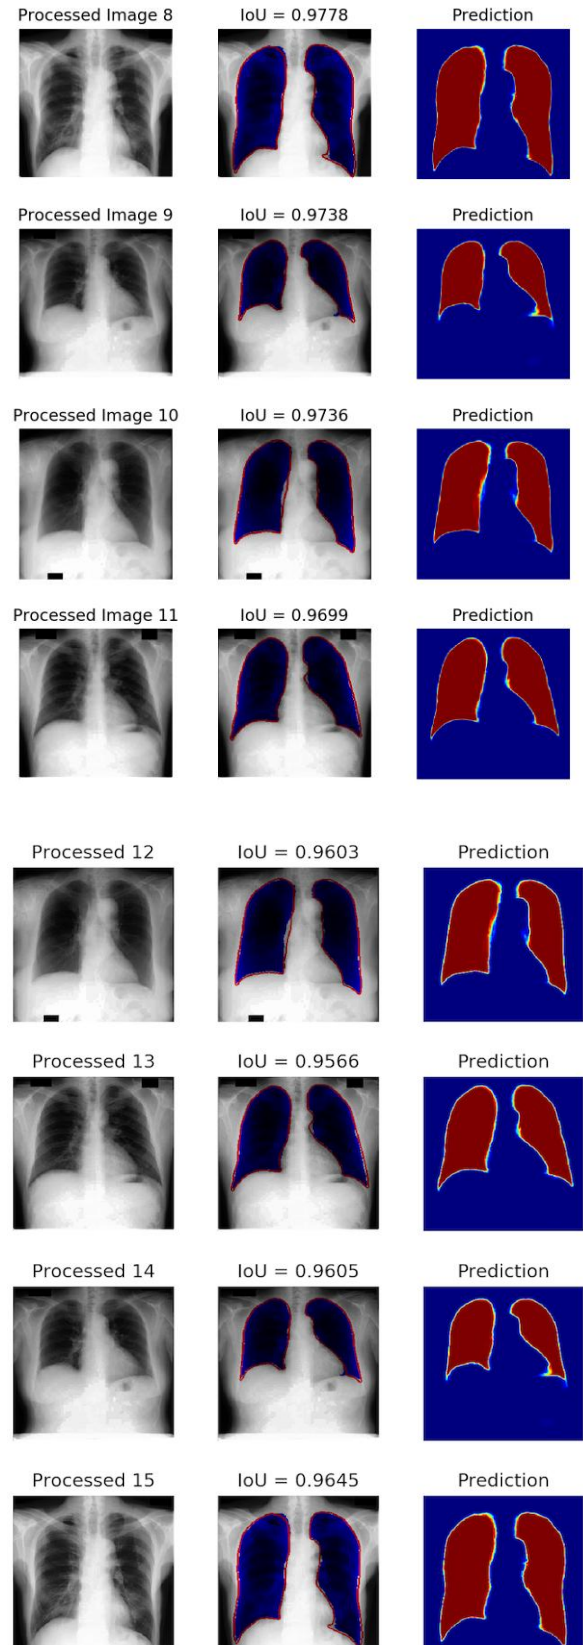 Processed Image 8 IoU = 0.9778 Prediction
Processed Image 9 IoU = 0.9738 Prediction
Processed Image 10 IoU = 0.9736 Prediction
Processed Image 11 IoU = 0.9699 Prediction
Processed 12 IoU = 0.9603 Prediction
Processed 13 IoU = 0.9566 Prediction
Processed 14 IoU = 0.9605 Prediction
Processed 15 IoU = 0.9645 Prediction